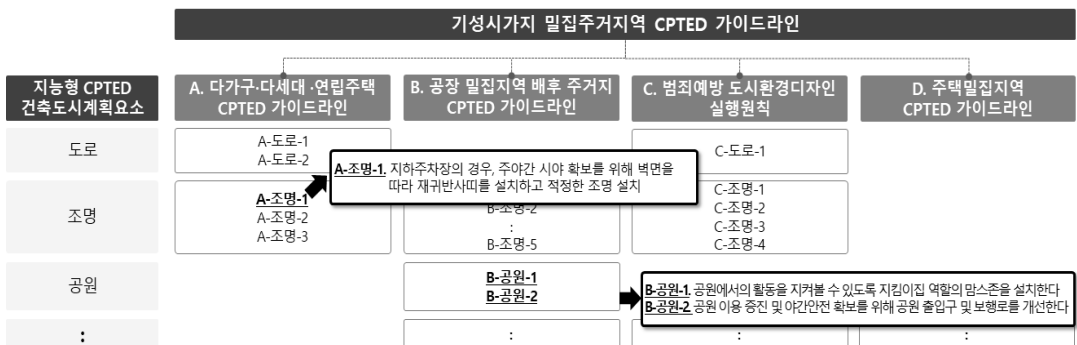 기성시가지 밀집주거지역 CPTED 가이드라인
지능형 CPTED
건축도시계획요소
A. 다가구·다세대 ·연립주택
CPTED 가이드라인
B. 공장 밀집지역 배후 주거지
CPTED 가이드라인
C. 범죄예방 도시환경디자인
실행원칙
D. 주택밀집지역
CPTED 가이드라인
도로
A-도로-1
A-도로-2
C-도로-1
A-조명-1. 지하주차장의 경우, 주야간 시야 확보를 위해 벽면을
따라 재귀반사띠를 설치하고 적정한 조명 설치
조명
A-조명-1
A-조명-2
A-조명-3
B-조명-2
:
B-조명-5
C-조명-1
C-조명-2
C-조명-3
C-조명-4
공원
B-공원-1
B-공원-2
B-공원-1. 공원에서의 활동을 지켜볼 수 있도록 지킴이집 역할의 맘스존을 설치한다
B-공원-2. 공원 이용 증진 및 야간안전 확보를 위해 공원 출입구 및 보행로를 개선한다
:
:
:
: